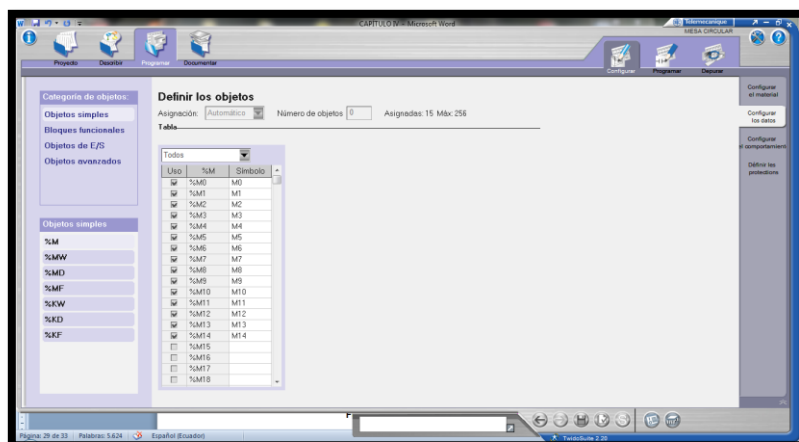 CAPITULO IV - Microsoft Word
Telemecanique
MESA CIRCULAR
Proyecto
Describir
Programar
Documentar
Configurar
Programar
Depurar
Categoría de objetos:
Objetos simples
Bloques funcionales
Objetos de E/S
Objetos avanzados
Objetos simples
%M
%MW
%MD
%MF
%KW
%KD
%KF
Definir los objetos
Asignación: Automático Número de objetos 0 Asignadas: 15 Máx: 256
Tabla
Todos
Uso %M Símbolo
%M0 M0
%M1 M1
%M2 M2
%M3 M3
%M4 M4
%M5 M5
%M6 M6
%M7 M7
%M8 M8
%M9 M9
%M10 M10
%M11 M11
%M12 M12
%M13 M13
%M14 M14
%M15
%M16
%M17
%M18
Configurar
el material
Configurar
los datos
Configurar
el comportamient
Définir les
protections
Página: 29 de 33 Palabras: 5.624 Español (Ecuador)
TwidoSuite 2.20